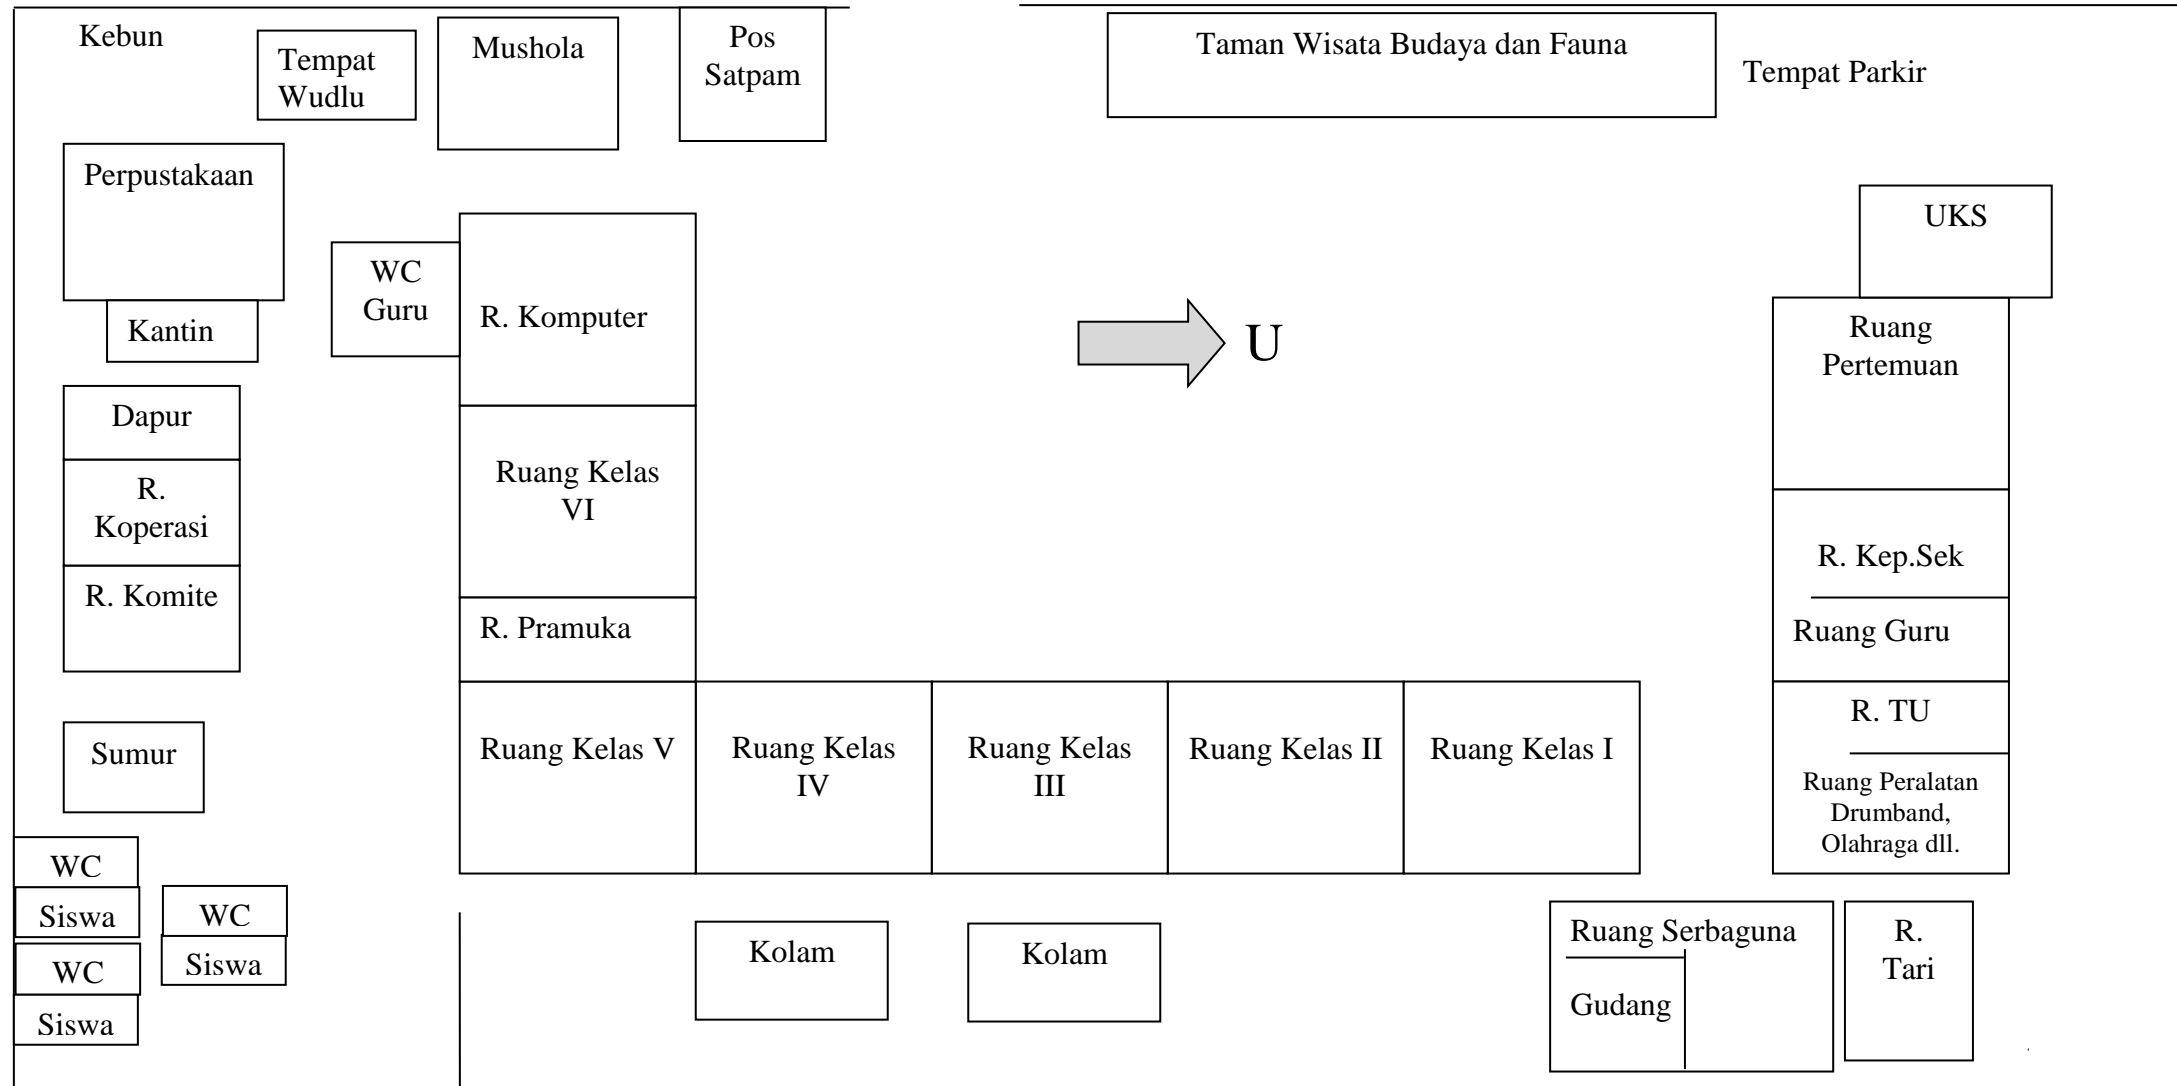 Kebun
Tempat
Wudlu
Mushola
Pos
Satpam
Taman Wisata Budaya dan Fauna
Tempat Parkir
Perpustakaan
UKS
WC
Guru
R. Komputer
Kantin
U
Ruang
Pertemuan
Dapur
R.
Koperasi
Ruang Kelas
VI
R. Kep.Sek
R. Komite
R. Pramuka
Ruang Guru
Sumur
Ruang Kelas V
Ruang Kelas
IV
Ruang Kelas
III
Ruang Kelas II
Ruang Kelas I
R. TU
Ruang Peralatan
Drumband,
Olahraga dll.
WC
Siswa
WC
Siswa
WC
Siswa
Kolam
Kolam
Ruang Serbaguna
Gudang
R.
Tari